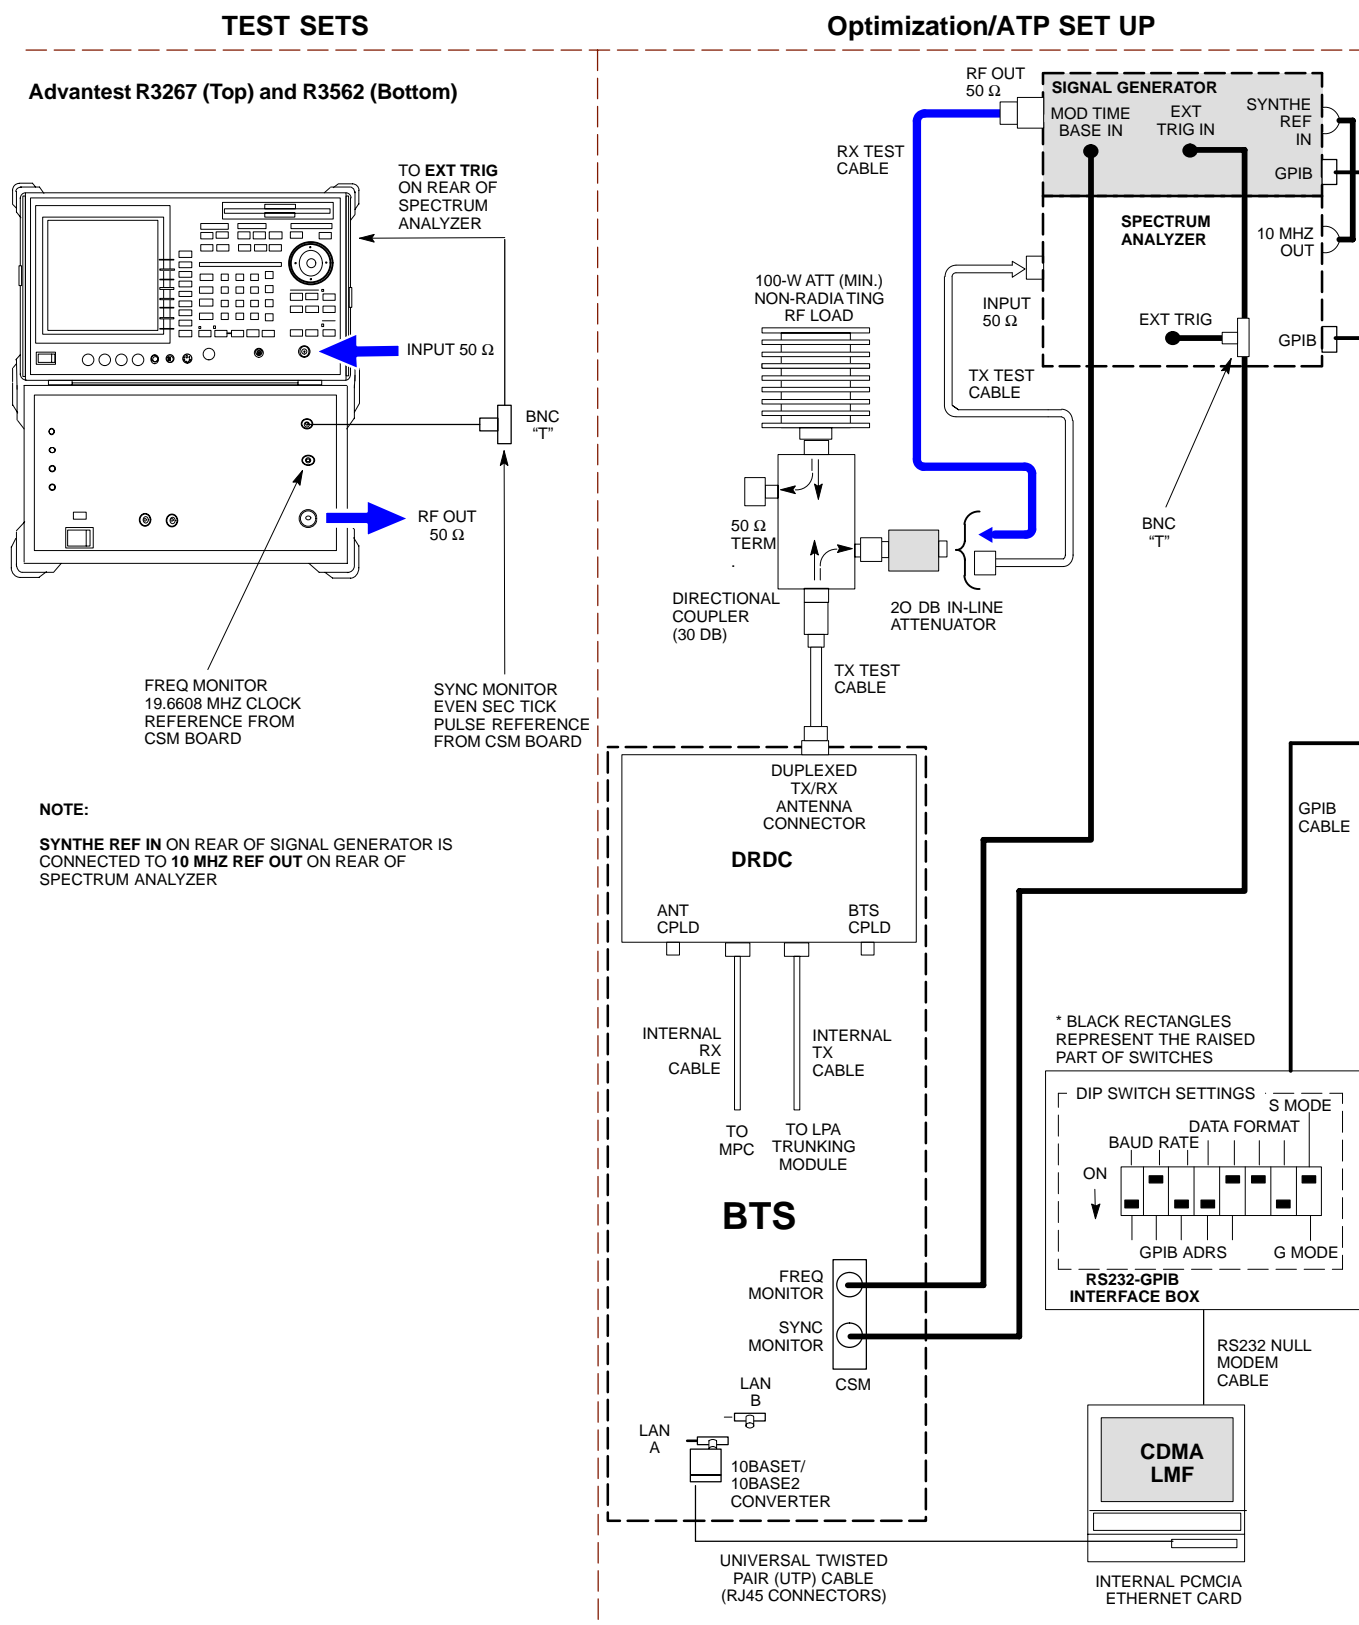 TEST SETS
Optimization/ATP SET UP
Advantest R3267 (Top) and R3562 (Bottom)
TO EXT TRIG
ON REAR OF
SPECTRUM
ANALYZER
INPUT 50 Ω
BNC
“T”
RF OUT
50 Ω
FREQ MONITOR
19.6608 MHZ CLOCK
REFERENCE FROM
CSM BOARD
SYNC MONITOR
EVEN SEC TICK
PULSE REFERENCE
FROM CSM BOARD
NOTE:
SYNTHE REF IN ON REAR OF SIGNAL GENERATOR IS
CONNECTED TO 10 MHZ REF OUT ON REAR OF
SPECTRUM ANALYZER
RF OUT
50 Ω
SIGNAL GENERATOR
MOD TIME
BASE IN
EXT
TRIG IN
SYNTHE
REF
IN
GPIB
RX TEST
CABLE
SPECTRUM
ANALYZER
10 MHZ
OUT
INPUT
50 Ω
EXT TRIG
GPIB
100-W ATT (MIN.)
NON-RADIATING
RF LOAD
TX TEST
CABLE
BNC
“T”
50 Ω
TERM
.
DIRECTIONAL
COUPLER
(30 DB)
2O DB IN-LINE
ATTENUATOR
TX TEST
CABLE
DUPLEXED
TX/RX
ANTENNA
CONNECTOR
DRDC
ANT
CPLD
BTS
CPLD
GPIB
CABLE
INTERNAL
RX
CABLE
INTERNAL
TX
CABLE
TO
MPC
TO LPA
TRUNKING
MODULE
* BLACK RECTANGLES
REPRESENT THE RAISED
PART OF SWITCHES
DIP SWITCH SETTINGS
S MODE
DATA FORMAT
BAUD RATE
ON
GPIB ADRS
G MODE
RS232-GPIB
INTERFACE BOX
BTS
FREQ
MONITOR
SYNC
MONITOR
CSM
RS232 NULL
MODEM
CABLE
LAN
B
LAN
A
10BASET/
10BASE2
CONVERTER
CDMA
LMF
UNIVERSAL TWISTED
PAIR (UTP) CABLE
(RJ45 CONNECTORS)
INTERNAL PCMCIA
ETHERNET CARD